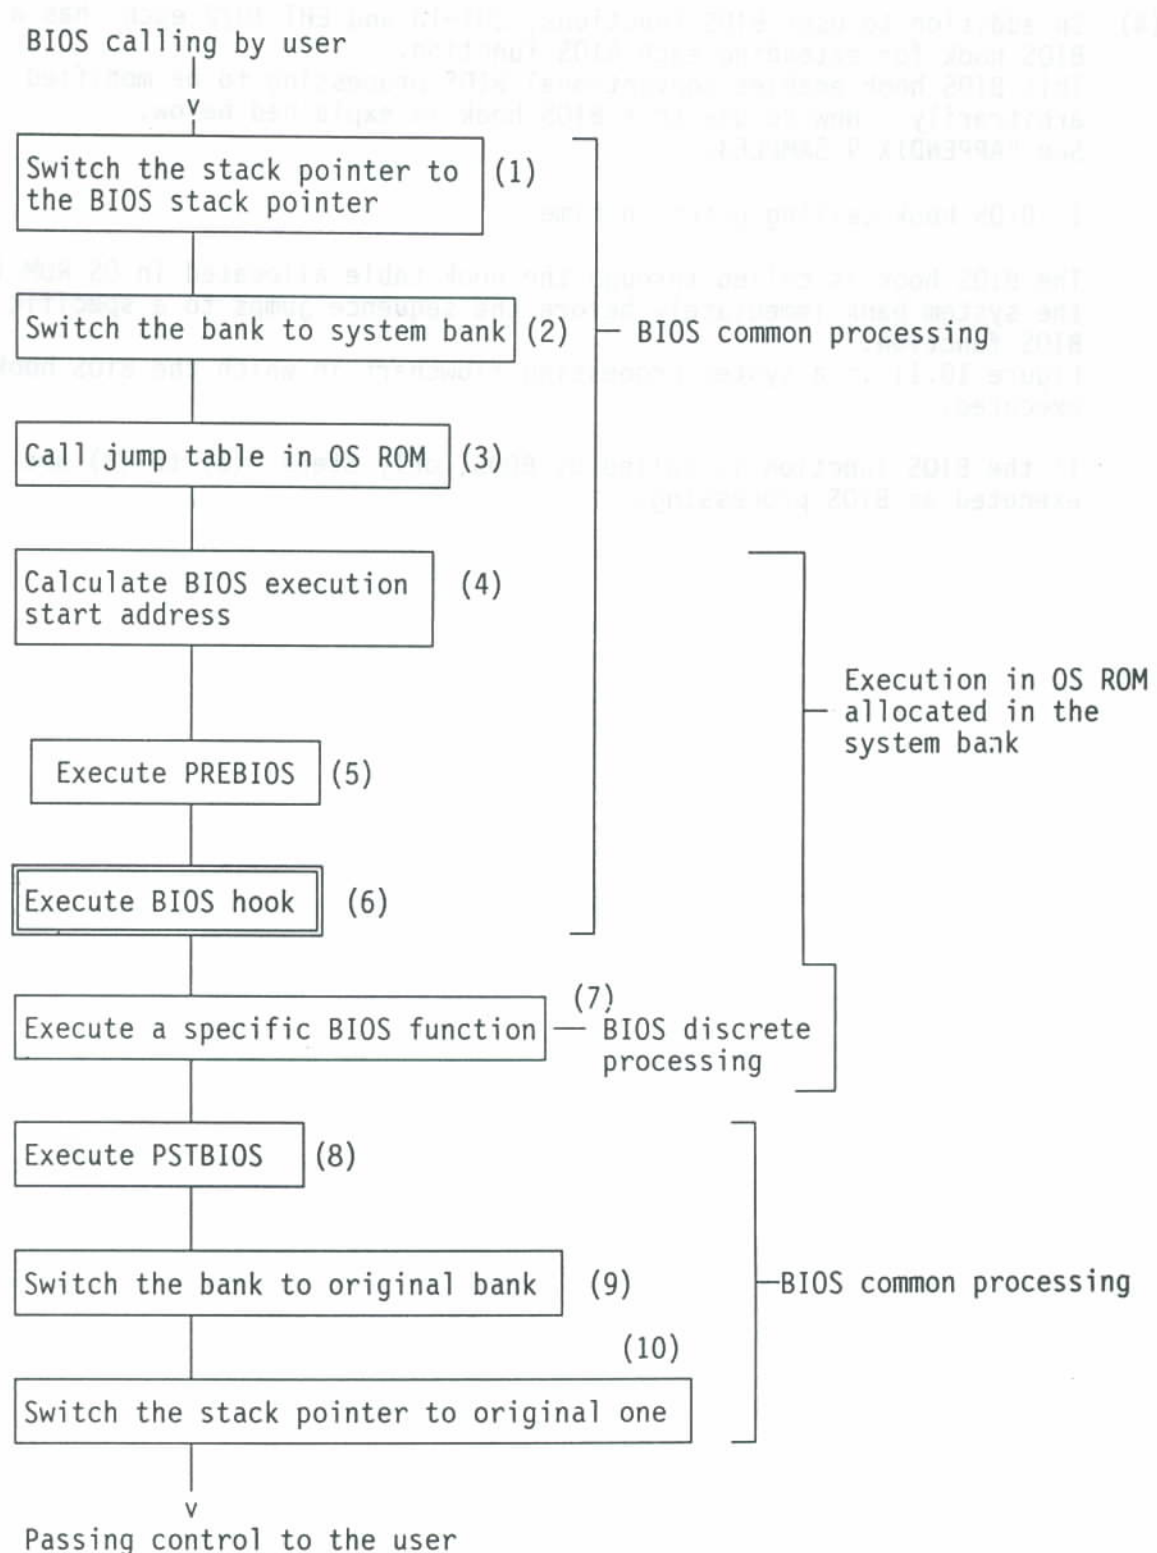 BIOS calling by user
v
Switch the stack pointer to
the BIOS stack pointer
(1)
Switch the bank to system bank
(2)
BIOS common processing
Call jump table in OS ROM
(3)
Calculate BIOS execution
start address
(4)
Execution in OS ROM
allocated in the
system bank
Execute PREBIOS
(5)
Execute BIOS hook
(6)
Execute a specific BIOS function
(7)
BIOS discrete
processing
Execute PSTBIOS
(8)
Switch the bank to original bank
(9)
BIOS common processing
(10)
Switch the stack pointer to original one
v
Passing control to the user